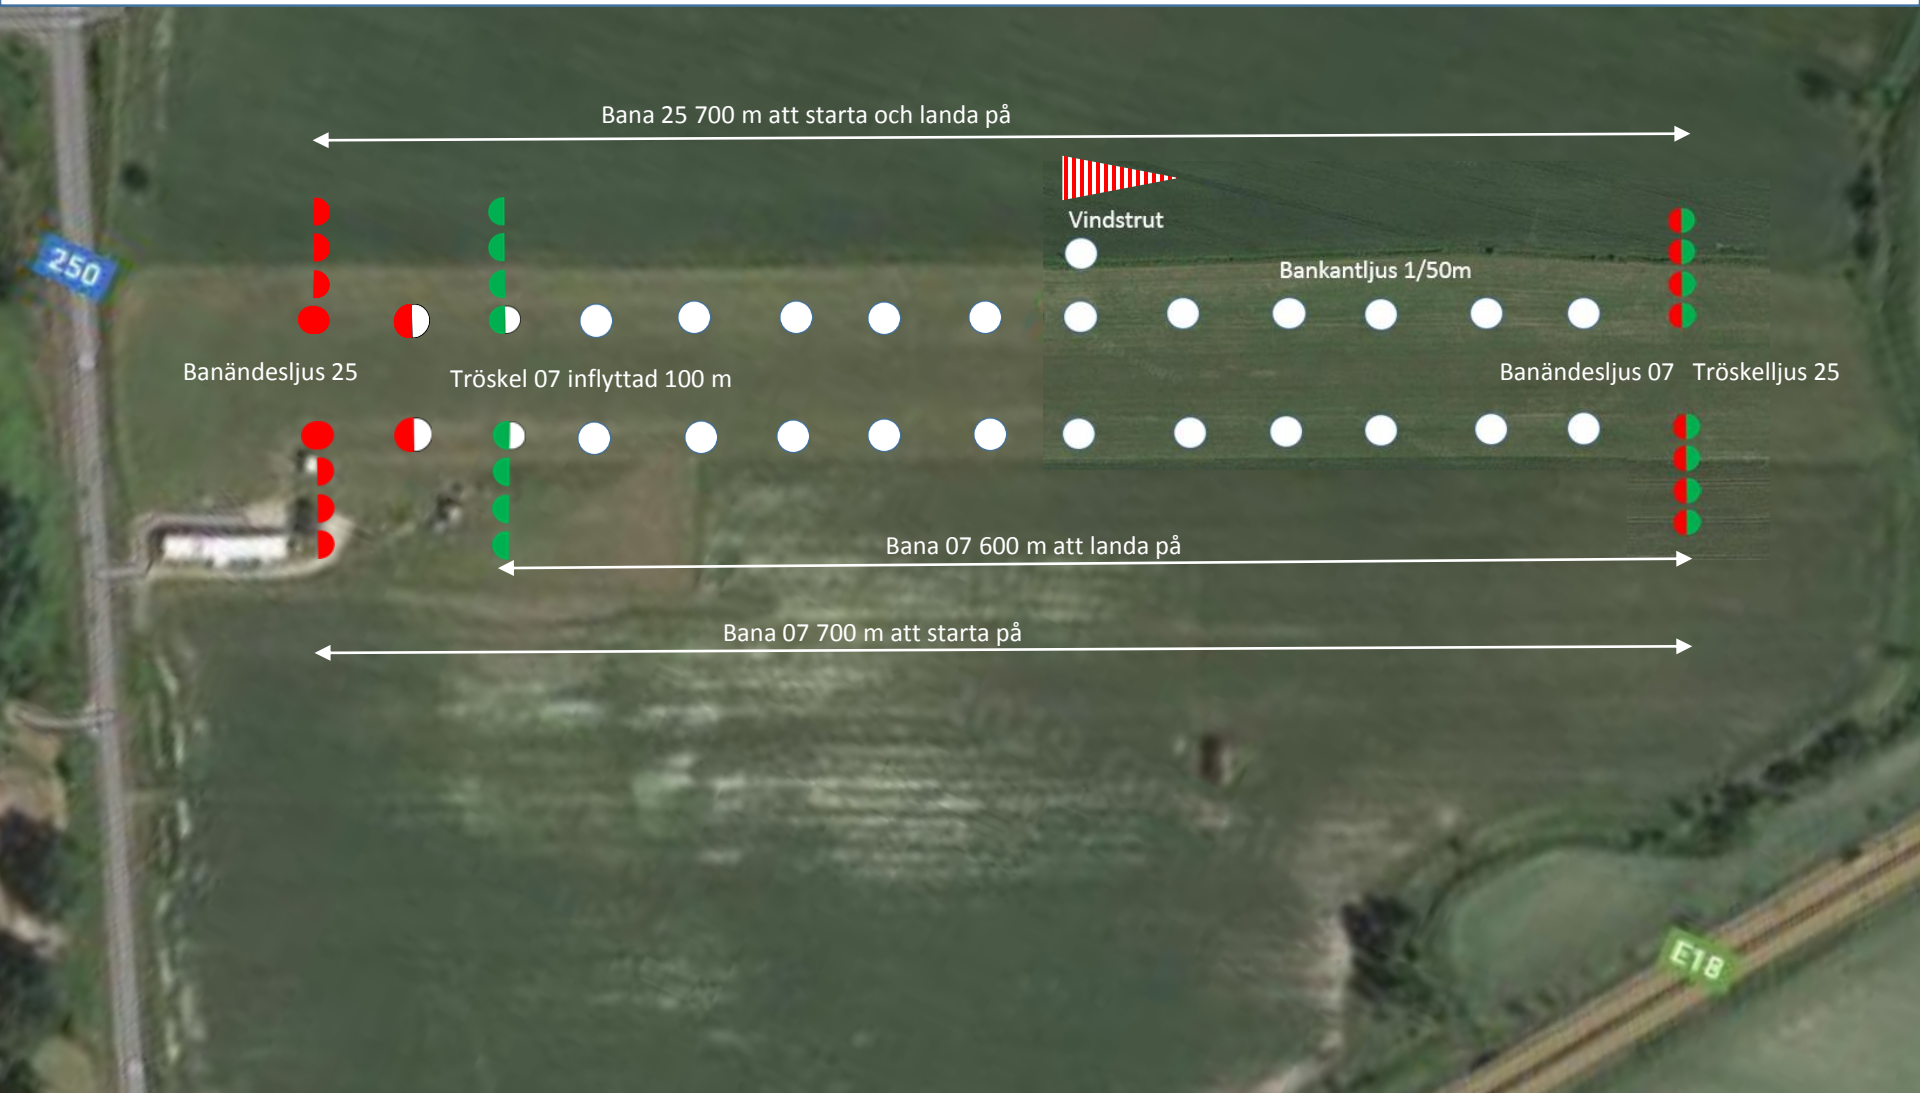 Bana 25 700 m att starta och landa på
Vindstrut
250
Bankantljus 1/50m
Banändesljus 25
Tröskel 07 inflyttad 100 m
Banändesljus 07
Tröskelljus 25
Bana 07 600 m att landa på
Bana 07 700 m att starta på
E18